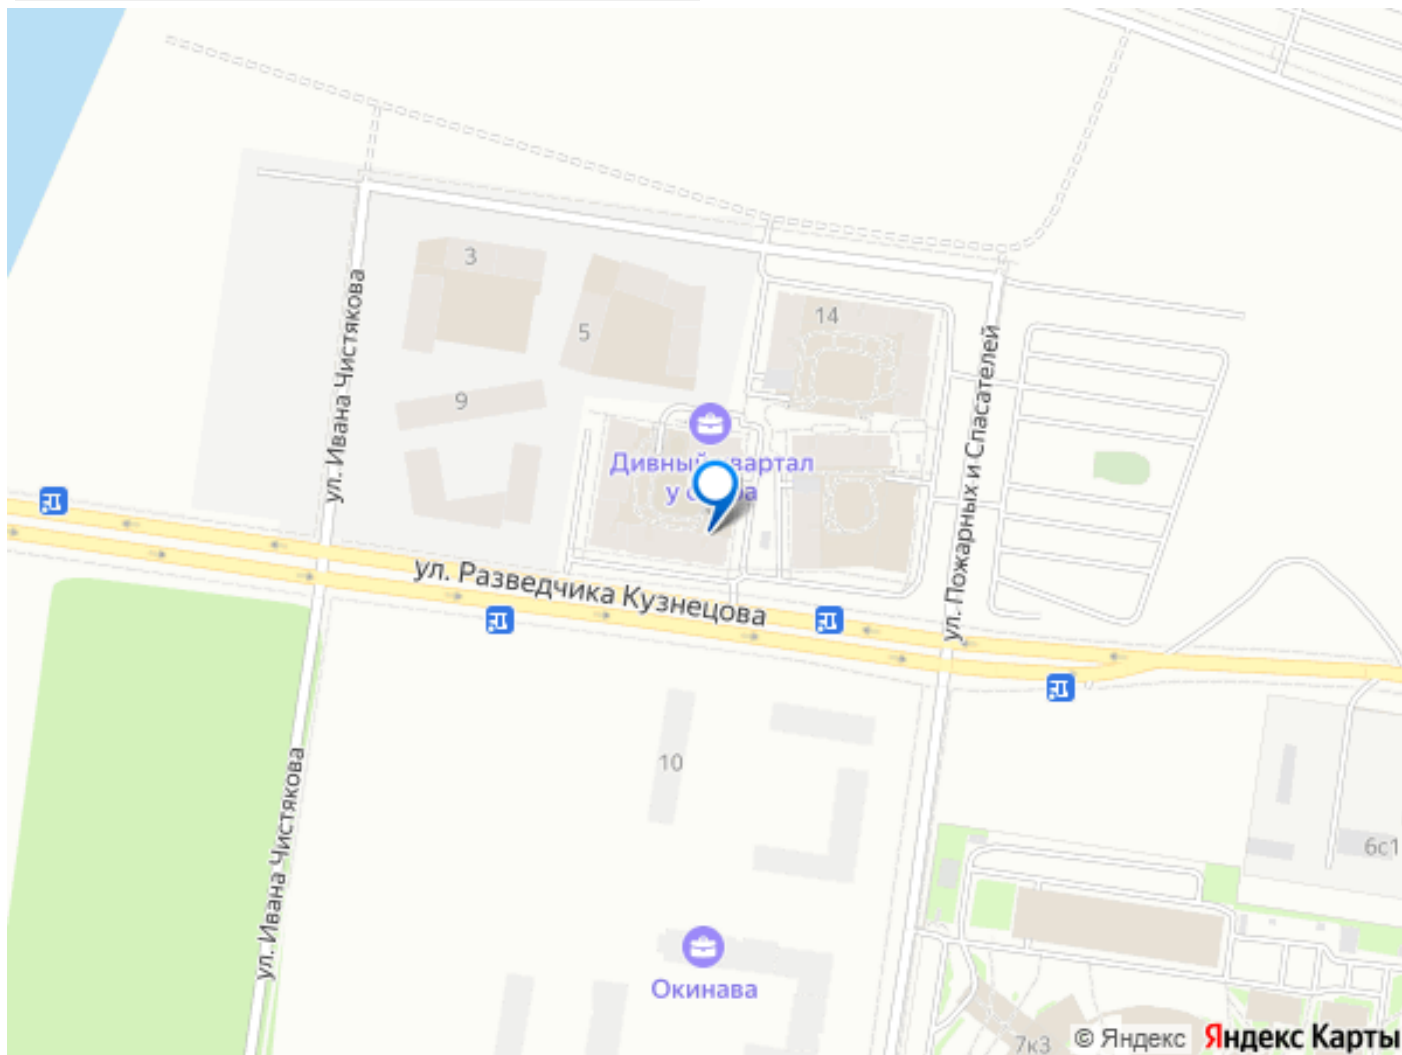 3
14
5
ул. Ивана Чистякова
ул. Пожарных и Спасателей
9
Дивный квартал
у
ул. Разведчика Кузнецова
10
6с1
ул. Ивана Чистякова
Окинава
7к3
© Яндекс Яндекс Карты